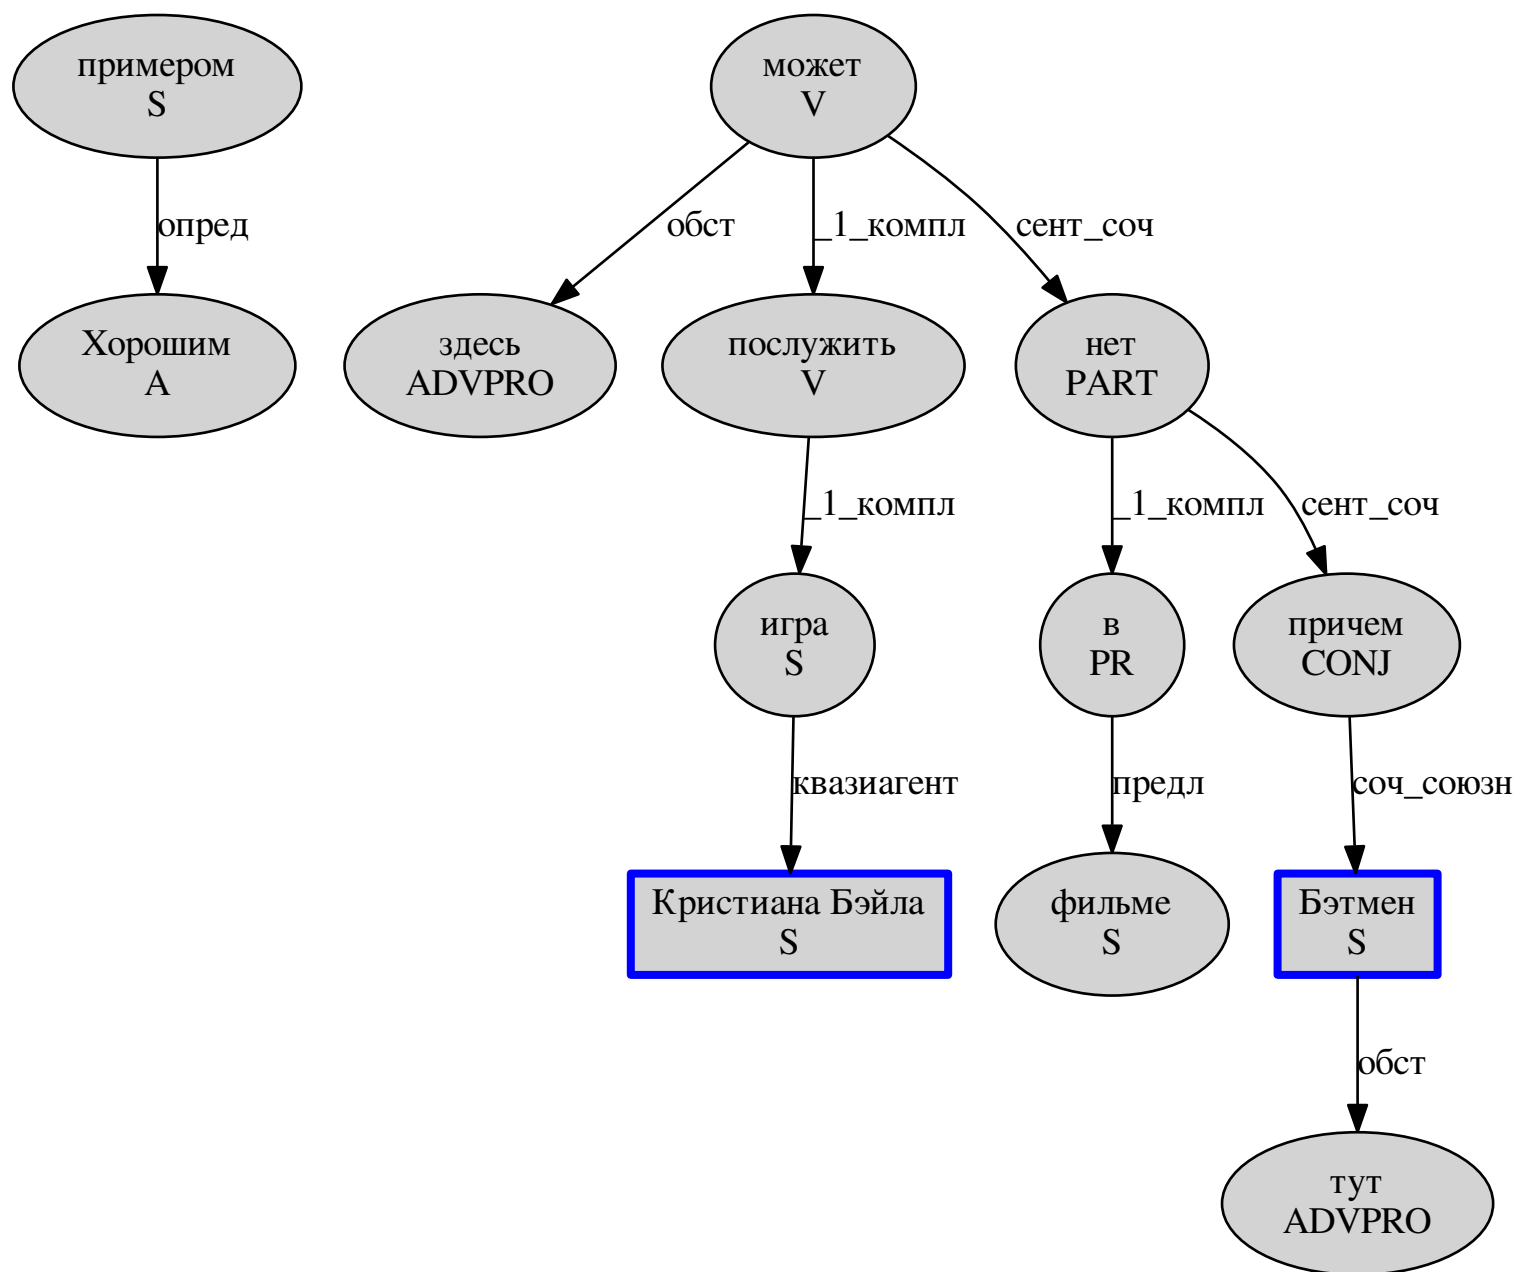 примером
S
может
V
опред
обст
_1_компл
сент_соч
Хорошим
A
здесь
ADVPRO
послужить
V
нет
PART
_1_компл
_1_компл
сент_соч
игра
S
в
PR
причем
CONJ
квазиагент
предл
соч_союзн
Кристиана Бэйла
S
фильме
S
Бэтмен
S
обст
тут
ADVPRO